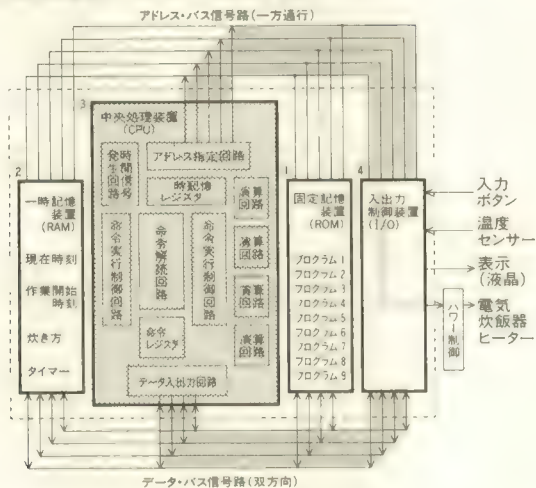 アドレス・バス信号路(一方通行)
3
中央処理装置
(CPU)
アドレス指定回路
一時記憶
レジスタ
演算
回路
演算
回路
演算
回路
演算
回路
命令実行制御回路
命令解読回路
命令実行制御回路
命令
レジスタ
データ入出力回路
2
一時記憶
装置
(RAM)
現在時刻
作業開始
時刻
炊き方
タイマー
1
固定記憶
装置
(ROM)
プログラム1
プログラム2
プログラム3
プログラム4
プログラム5
プログラム6
プログラム7
プログラム8
プログラム9
4
入出力
制御装置
(I/O)
入力
ボタン
温度
センサー
表示
(液晶)
パワー制御
電気
炊飯器
ヒーター
データ・バス信号路(双方向)